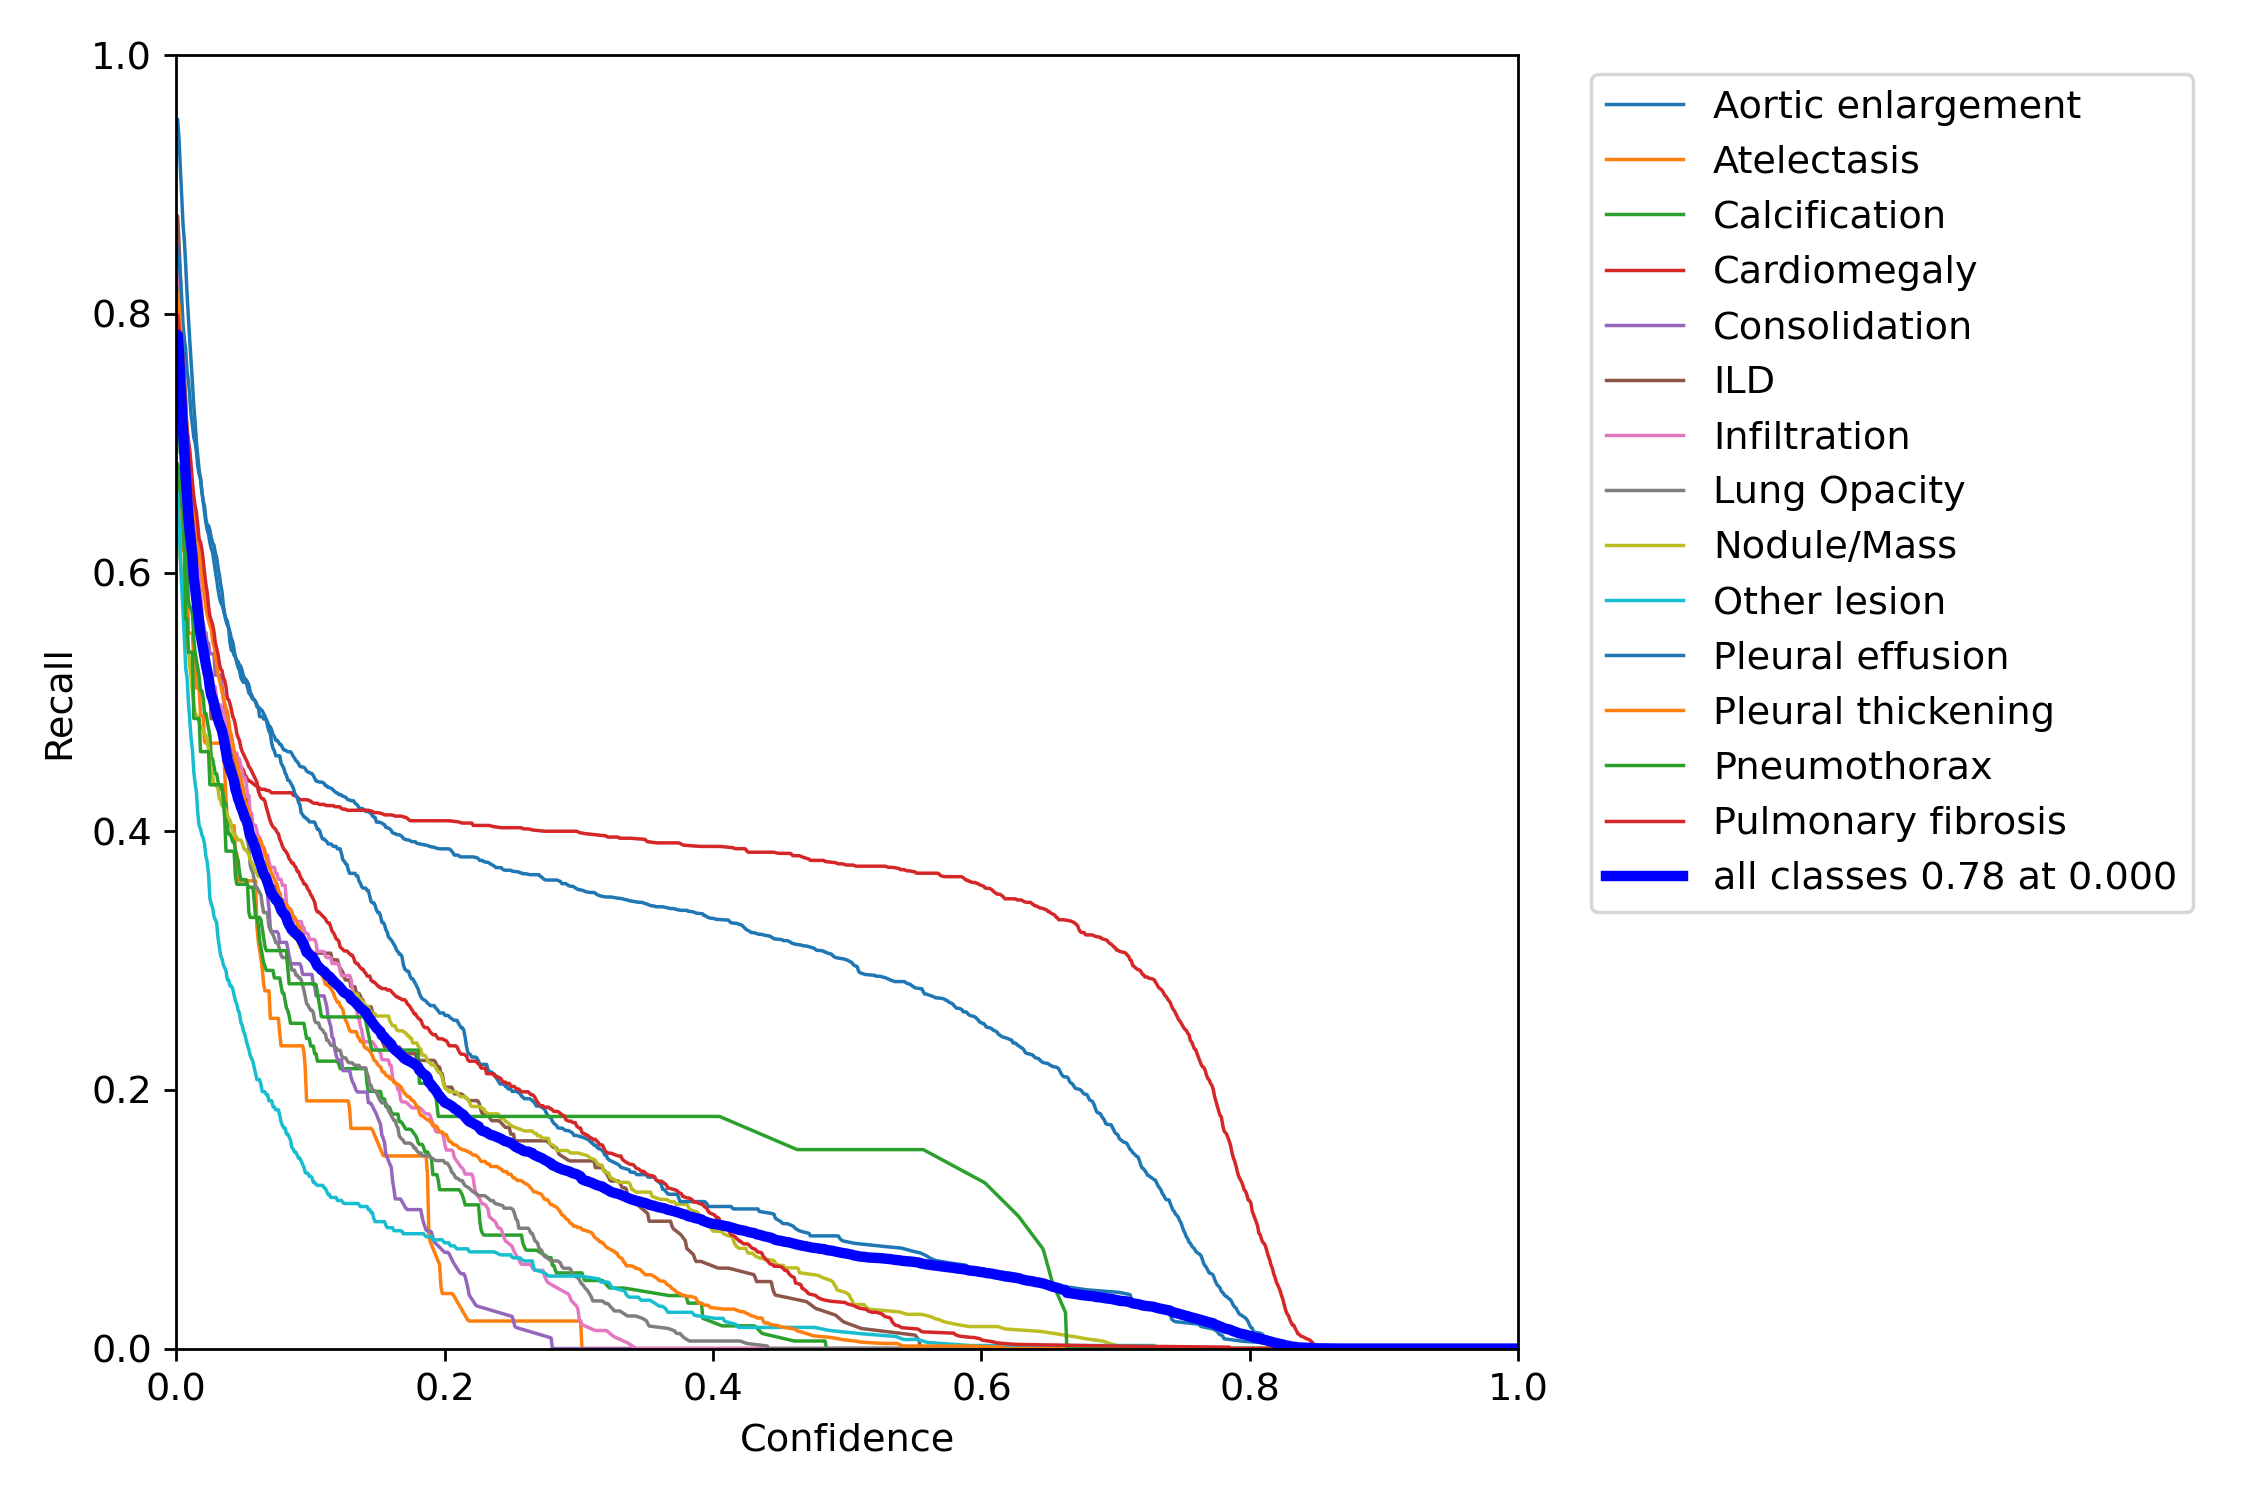 1.0
0.8
0.6
0.4
0.2
0.0
Recall
0.0 0.2 0.4 0.6 0.8 1.0
Confidence
Aortic enlargement
Atelectasis
Calcification
Cardiomegaly
Consolidation
ILD
Infiltration
Lung Opacity
Nodule/Mass
Other lesion
Pleural effusion
Pleural thickening
Pneumothorax
Pulmonary fibrosis
all classes 0.78 at 0.000